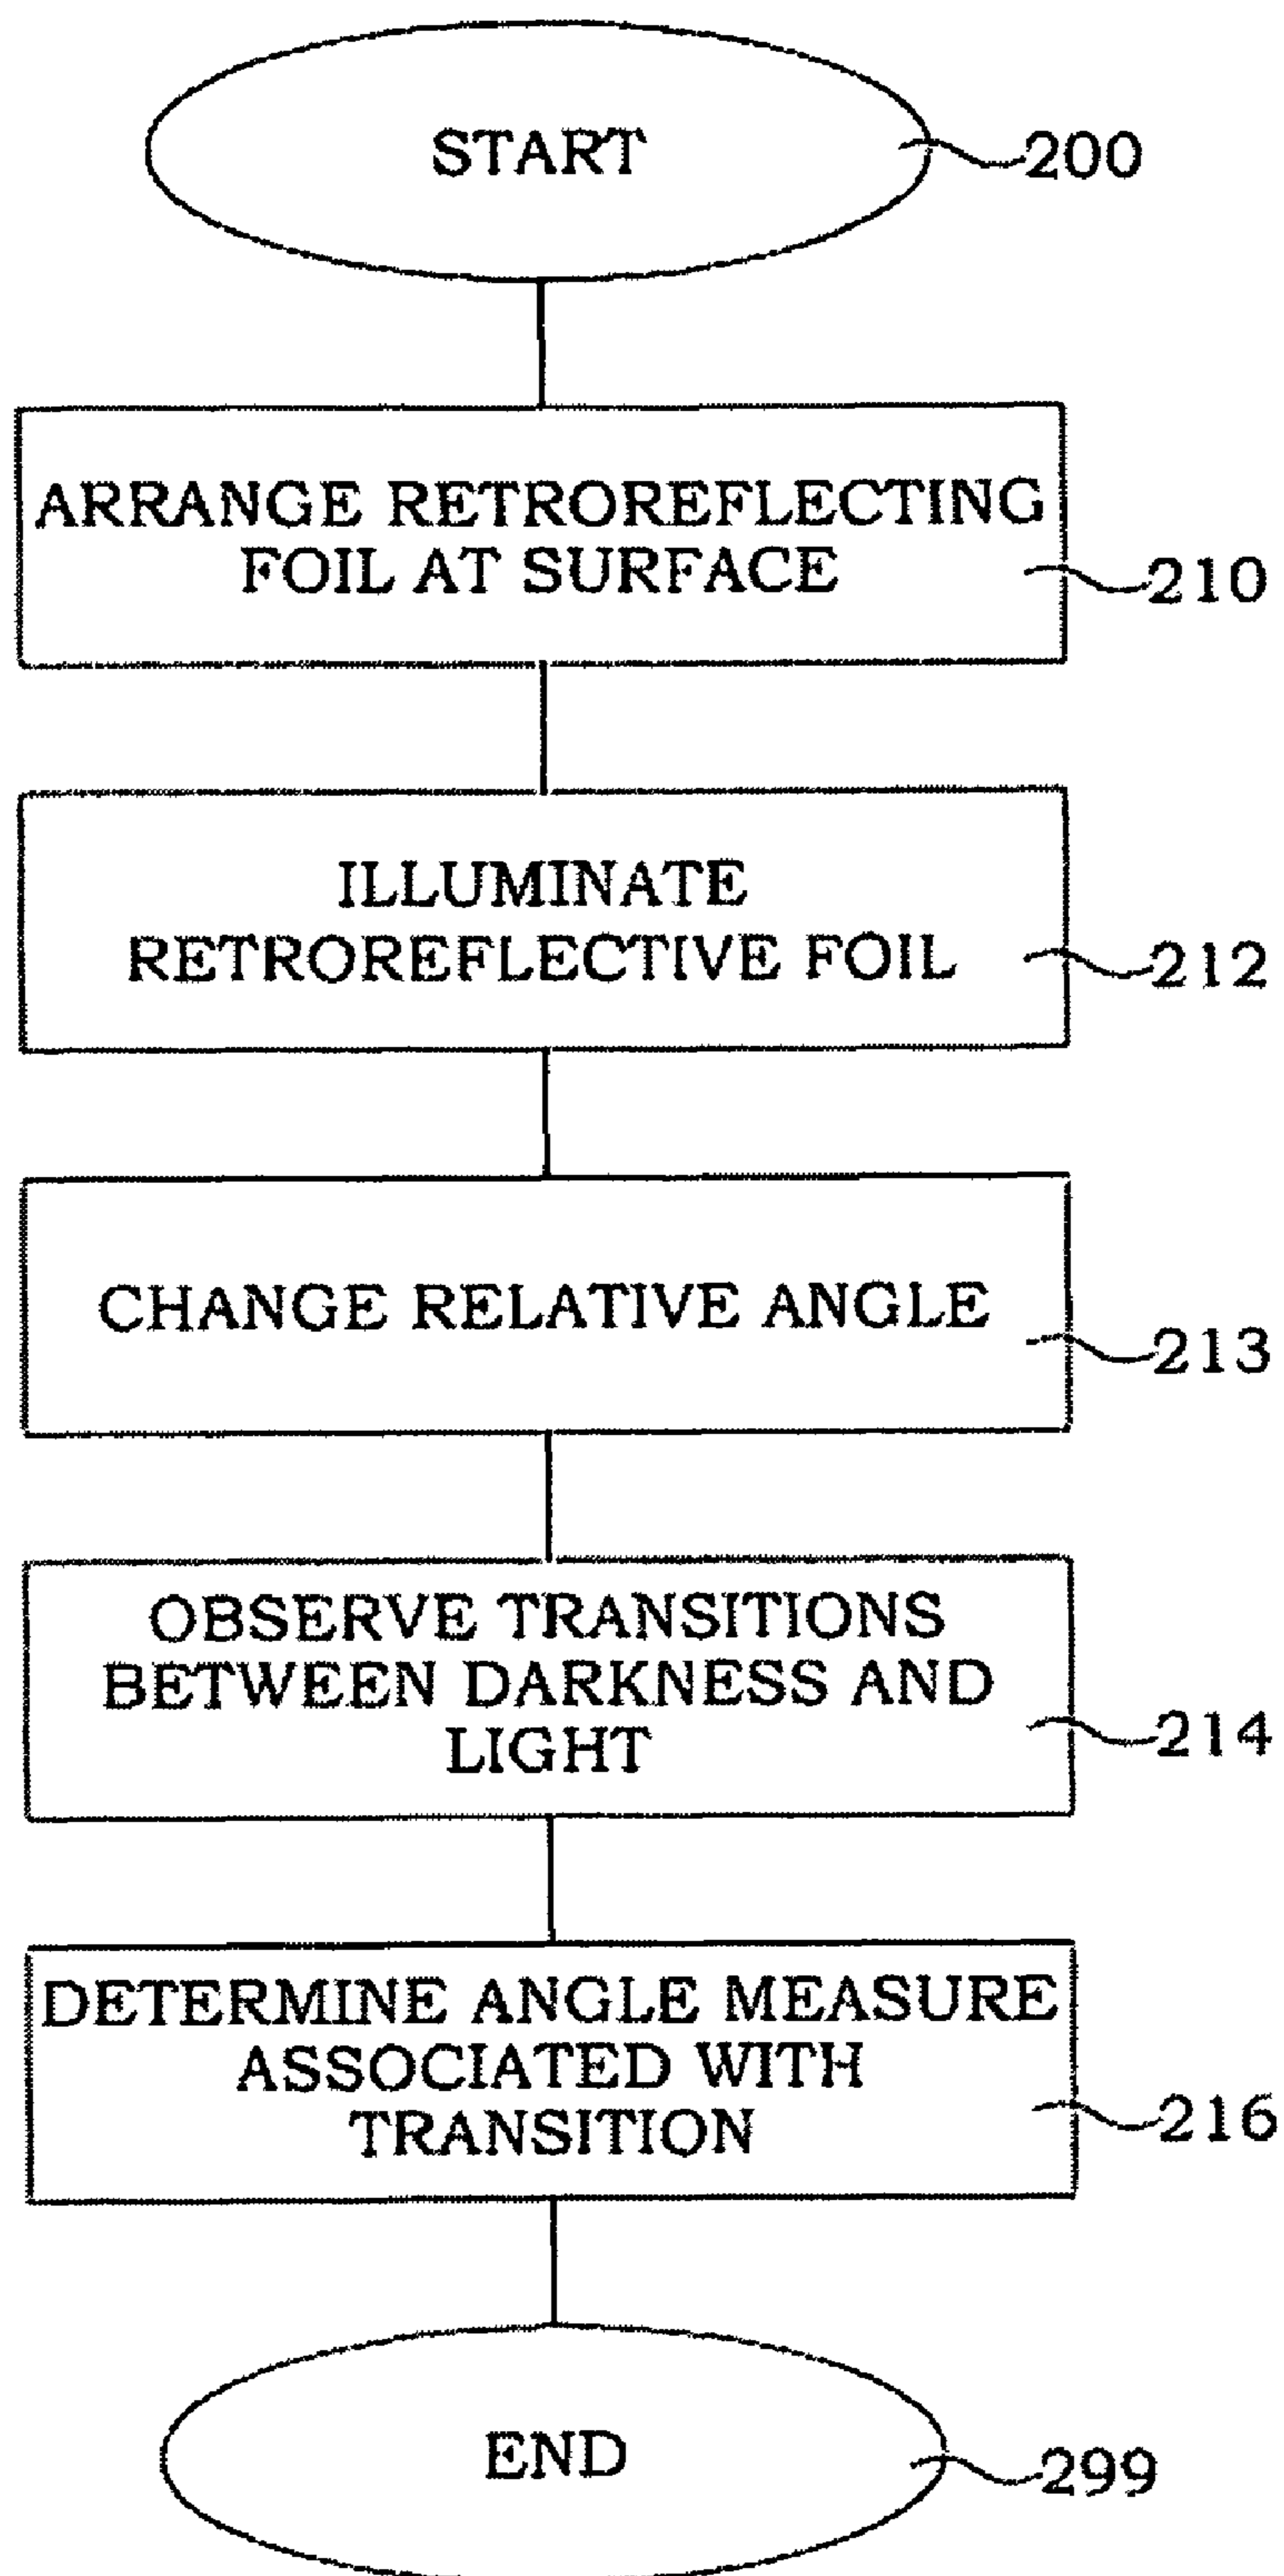 START
200
ARRANGE RETROREFLECTING
FOIL AT SURFACE
210
ILLUMINATE
RETROREFLECTIVE FOIL
212
CHANGE RELATIVE ANGLE
213
OBSERVE TRANSITIONS
BETWEEN DARKNESS AND
LIGHT
214
DETERMINE ANGLE MEASURE
ASSOCIATED WITH
TRANSITION
216
END
299